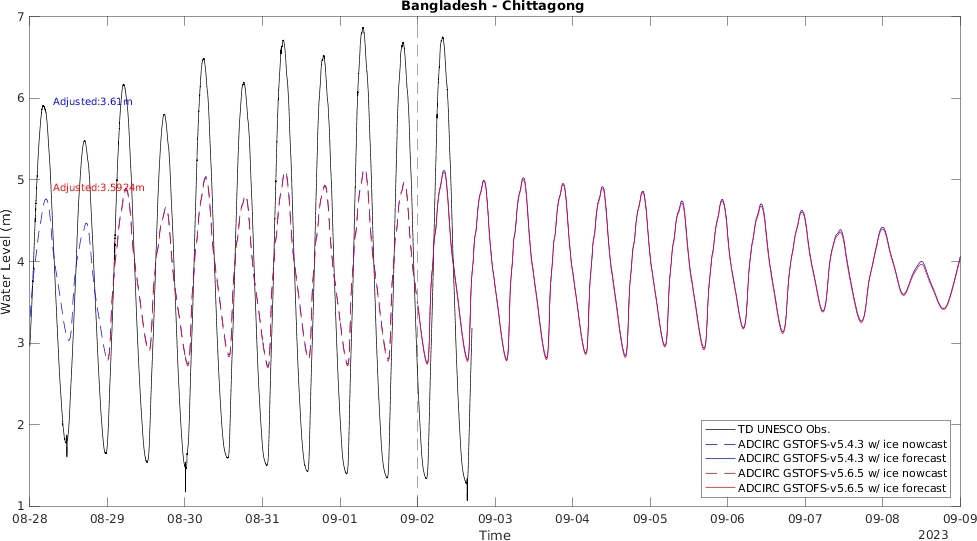 Bangladesh - Chittagong
7
6
5
4
3
2
1
Water Level (m)
Adjusted:3.61m
Adjusted:3.5924m
TD UNESCO Obs.
ADCIRC GSTOFS-v5.4.3 w/ ice nowcast
ADCIRC GSTOFS-v5.4.3 w/ ice forecast
ADCIRC GSTOFS-v5.6.5 w/ ice nowcast
ADCIRC GSTOFS-v5.6.5 w/ ice forecast
08-28 08-29 08-30 08-31 09-01 09-02 09-03 09-04 09-05 09-06 09-07 09-08 09-09
Time 2023